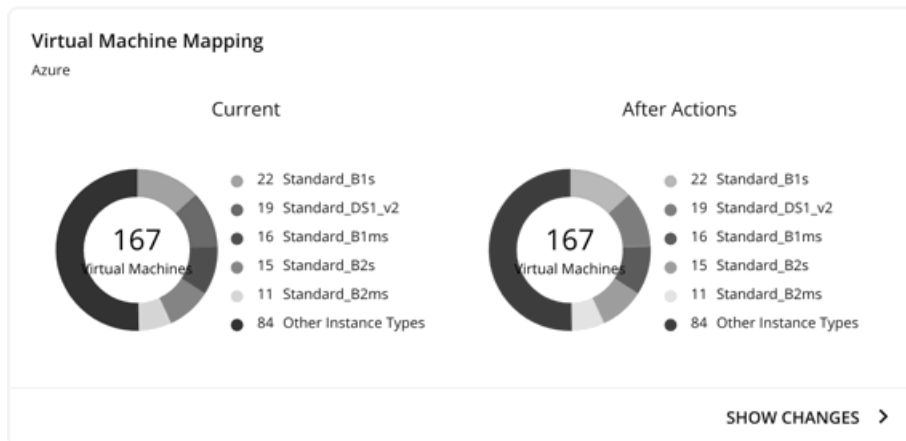 Virtual Machine Mapping
Azure
Current
167
Virtual Machines
22 Standard_B1s
19 Standard_DS1_v2
16 Standard_B1ms
15 Standard_B2s
11 Standard_B2ms
84 Other Instance Types
After Actions
167
Virtual Machines
22 Standard_B1s
19 Standard_DS1_v2
16 Standard_B1ms
15 Standard_B2s
11 Standard_B2ms
84 Other Instance Types
SHOW CHANGES